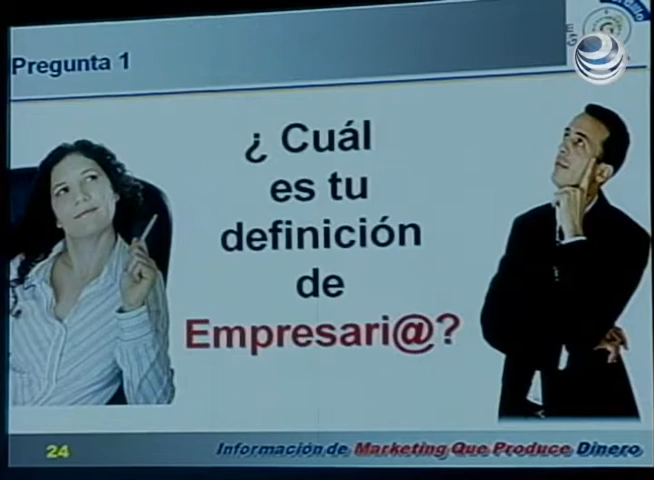 Pregunta 1
¿ Cuál
es tu
definición
de
Empresari@?
24
Información de Marketing Que Produce Dinero